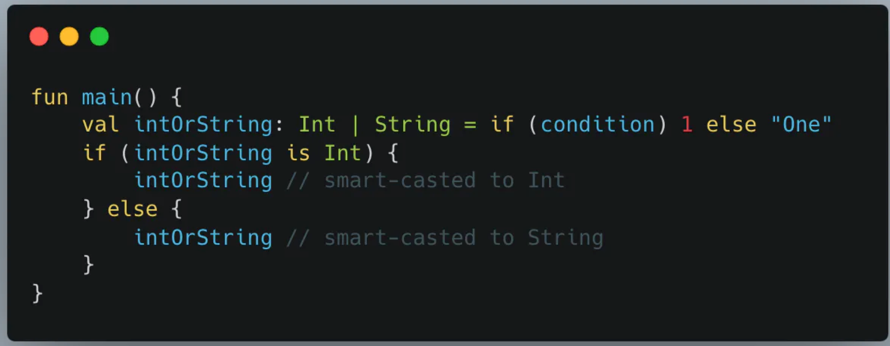 fun main() {
    val intOrString: Int | String = if (condition) 1 else "One"
    if (intOrString is Int) {
        intOrString // smart-casted to Int
    } else {
        intOrString // smart-casted to String
    }
}